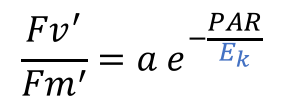 Fv′/Fm′ = a e^(−PAR/E_k)